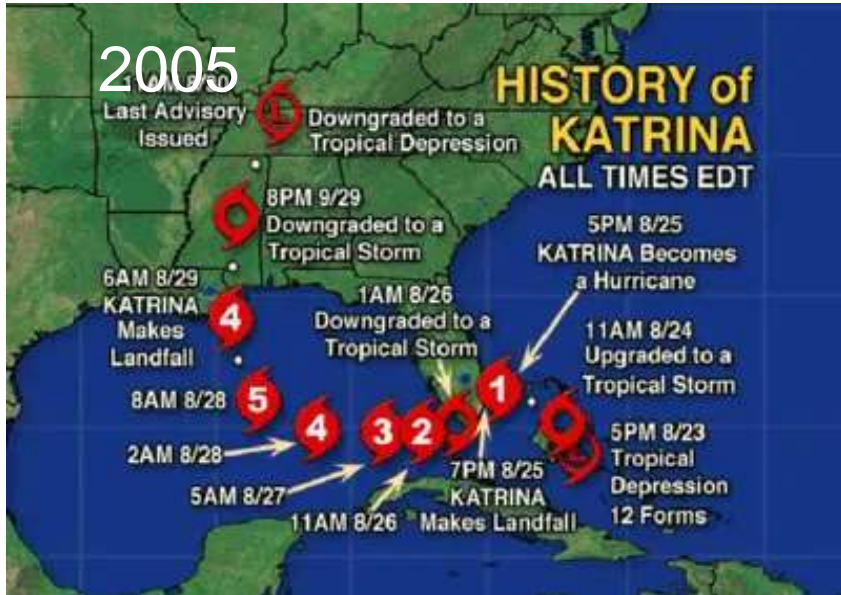 2005
Last Advisory
Issued
L
Downgraded to a
Tropical Depression
HISTORY of
KATRINA
ALL TIMES EDT
8PM 9/29
Downgraded to a
Tropical Storm
5PM 8/25
KATRINA Becomes
a Hurricane
6AM 8/29
KATRINA
Makes
Landfall
4
1AM 8/26
Downgraded to a
Tropical Storm
11AM 8/24
Upgraded to a
Tropical Storm
8AM 8/28
5
4
3
2
1
2AM 8/28
5AM 8/27
11AM 8/26
7PM 8/25
KATRINA
Makes Landfall
5PM 8/23
Tropical
Depression
12 Forms